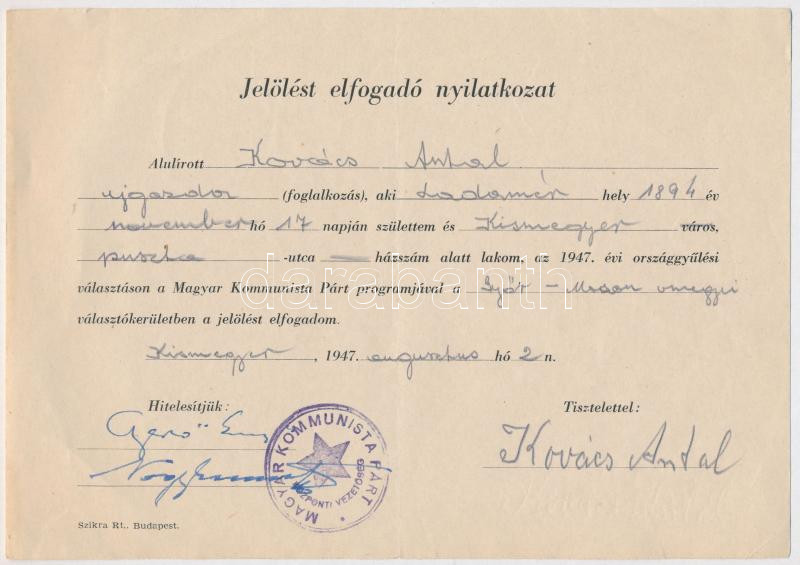 Jelölést elfogadó nyilatkozat
Alulírott Kovács Antal
ujgazda (foglalkozás), aki Ladamér hely 1894 év
november hó 17 napján születtem és Kismegyer város,
puszta -utca — házszám alatt lakom, az 1947. évi országgyűlési
választáson a Magyar Kommunista Párt programjával a Győr - Moson vmegyei
választókerületben a jelölést elfogadom.
Kismegyer, 1947. augusztus hó 2 n.
Hitelesítjük:
Tisztelettel:
Gerő Ernő
Kovács Antal
MAGYAR KOMMUNISTA PÁRT
KÖZPONTI VEZETŐSÉG
Szikra Rt., Budapest.
darabanth